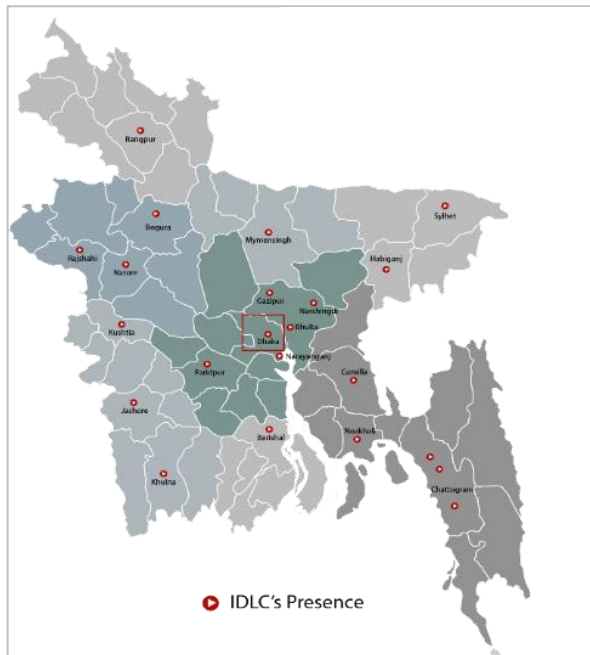 Rangpur
Bogura
Sylhet
Mymensingh
Rajshahi
Natore
Habiganj
Gazipur
Narshingdi
Kushtia
Bhulta
Dhaka
Narayanganj
Faridpur
Cumilla
Jashore
Barishal
Noakhali
Khulna
Chattogram
IDLC's Presence